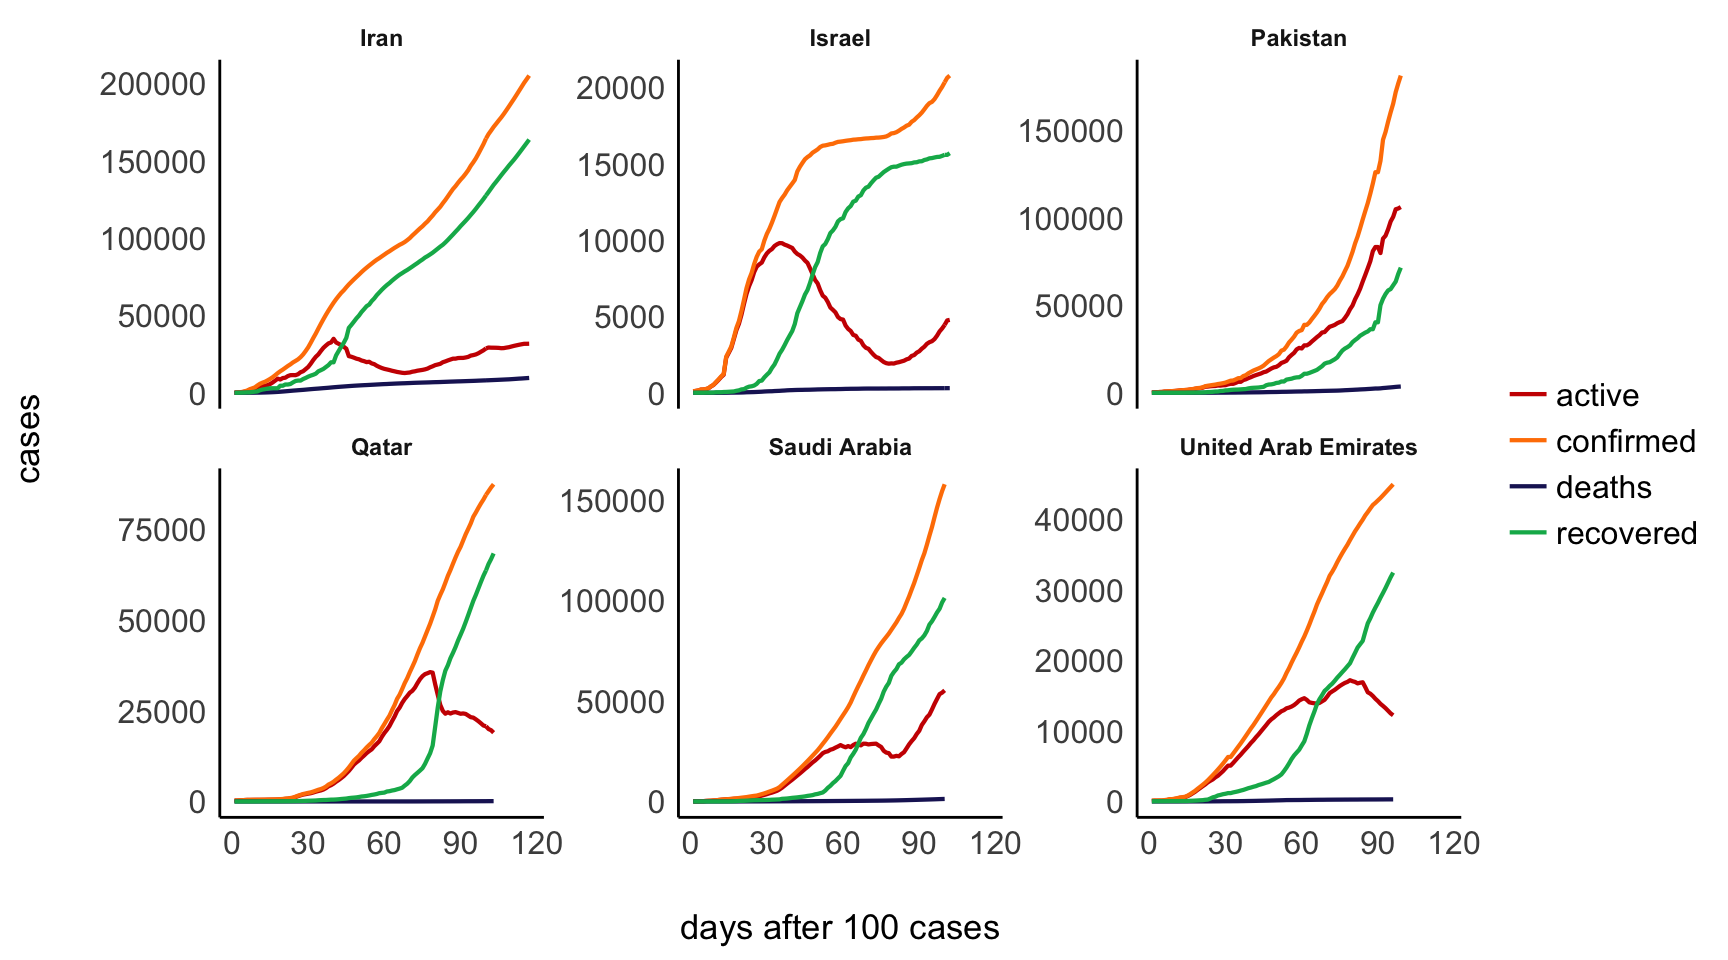 Iran
Israel
Pakistan
200000
150000
100000
50000
0
20000
15000
10000
5000
0
150000
100000
50000
0
cases
active
confirmed
deaths
recovered
Qatar
Saudi Arabia
United Arab Emirates
75000
50000
25000
0
150000
100000
50000
0
40000
30000
20000
10000
0
0 30 60 90 120
0 30 60 90 120
0 30 60 90 120
days after 100 cases